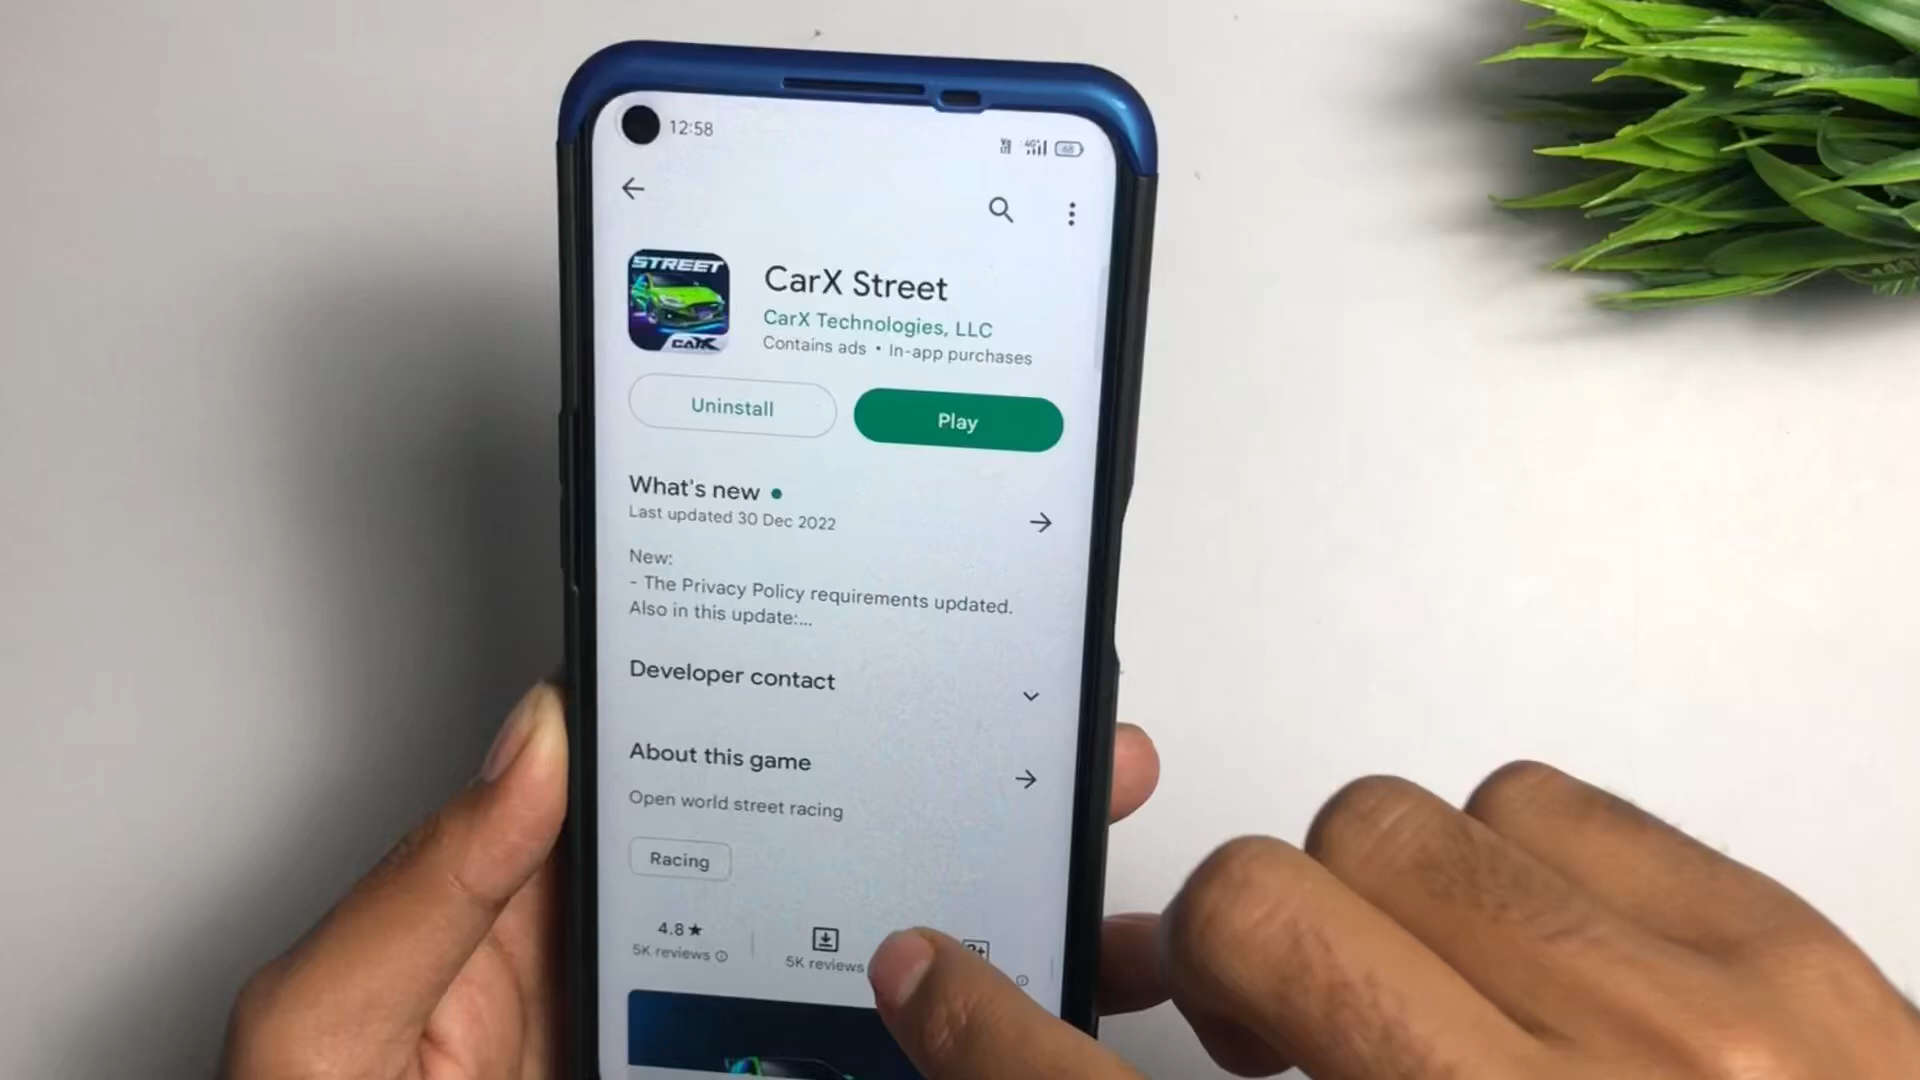 12:58
68
STREET
CARX
CarX Street
CarX Technologies, LLC
Contains ads • In-app purchases
Uninstall
Play
What's new
Last updated 30 Dec 2022
New:
- The Privacy Policy requirements updated.
Also in this update:...
Developer contact
About this game
Open world street racing
Racing
4.8★
5K reviews
5K reviews